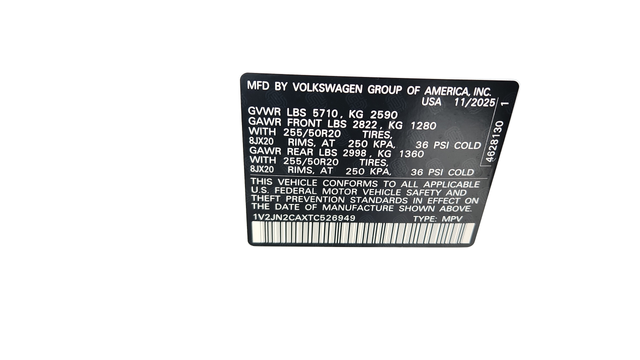 MFD BY VOLKSWAGEN GROUP OF AMERICA, INC.
USA 11/2025
GVWR LBS 5710, KG 2590
GAWR FRONT LBS 2822, KG 1280
WITH 255/50R20 TIRES,
8JX20 RIMS, AT 250 KPA, 36 PSI COLD
GAWR REAR LBS 2998, KG 1360
WITH 255/50R20 TIRES,
8JX20 RIMS, AT 250 KPA, 36 PSI COLD
THIS VEHICLE CONFORMS TO ALL APPLICABLE
U.S. FEDERAL MOTOR VEHICLE SAFETY AND
THEFT PREVENTION STANDARDS IN EFFECT ON
THE DATE OF MANUFACTURE SHOWN ABOVE.
1V2JN2CAXTC526949 TYPE: MPV
4628130 1